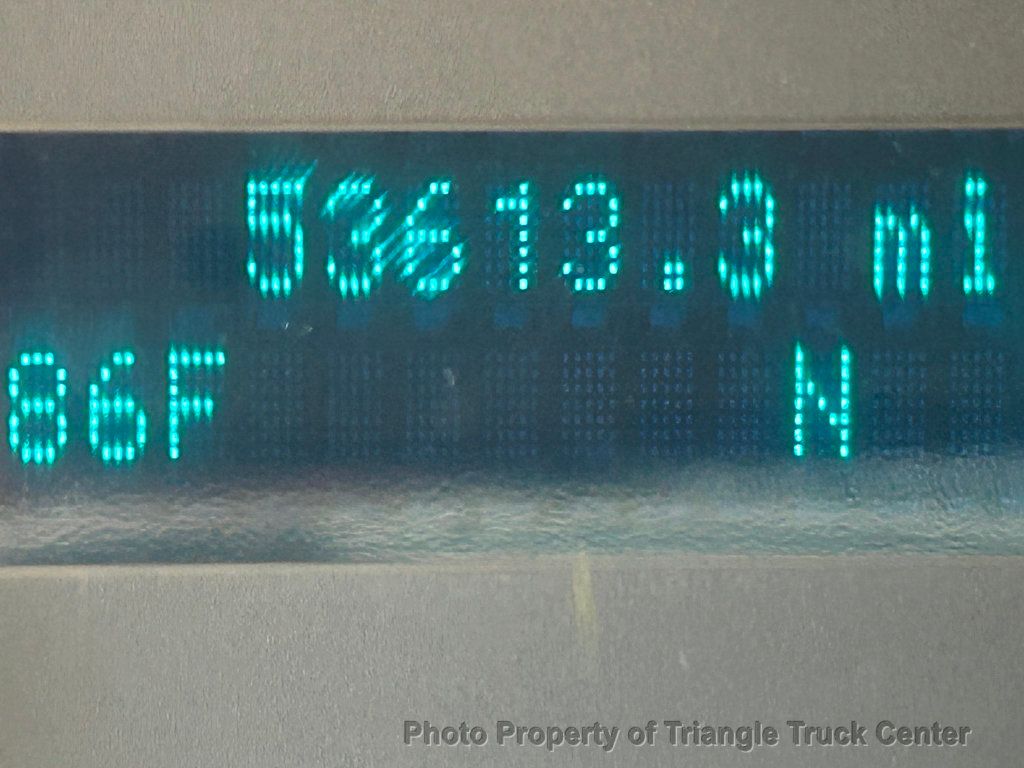 53613.3 mi
86F N
Photo Property of Triangle Truck Center